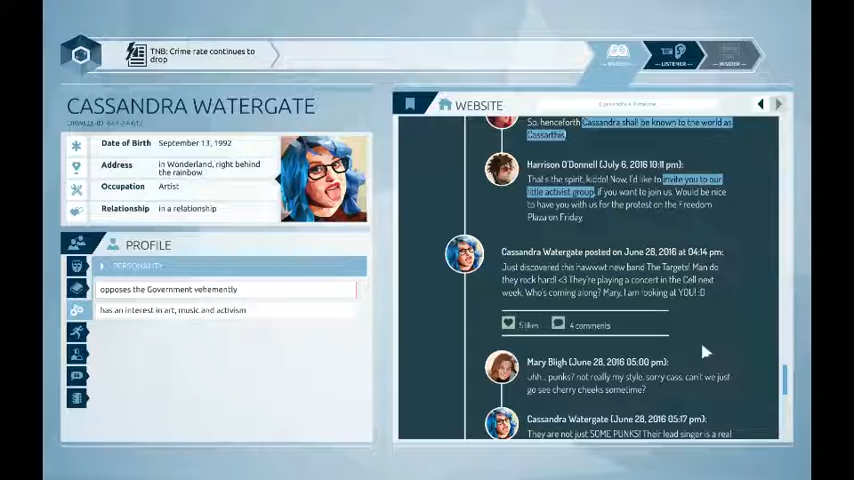 TNB: Crime rate continues to
drop
LISTENER
INSIDER
CASSANDRA WATERGATE
Date of Birth September 13, 1992
Address in Wonderland, right behind
the rainbow
Occupation Artist
Relationship in a relationship
PROFILE
PERSONALITY
opposes the Government vehemently
has an interest in art, music and activism
WEBSITE
Cassandra's Timeline
So, henceforth Cassandra shall be known to the world as
Cassarthis.
Harrison O'Donnell (July 6, 2016 10:11 pm):
That's the spirit, kiddo! Now, I'd like to invite you to our
little activist group, if you want to join us. Would be nice
to have you with us for the protest on the Freedom
Plaza on Friday.
Cassandra Watergate posted on June 28, 2016 at 04:14 pm:
Just discovered this hawwwt new band The Targets! Man do
they rock hard! <3 They're playing a concert in the Cell next
week. Who's coming along? Mary, I am looking at YOU! :D
5 likes 4 comments
Mary Bligh (June 28, 2016 05:00 pm):
uhh... punks? not really my style, sorry cass. can't we just
go see cherry cheeks sometime?
Cassandra Watergate (June 28, 2016 05:17 pm):
They are not just SOME PUNKS! Their lead singer is a real